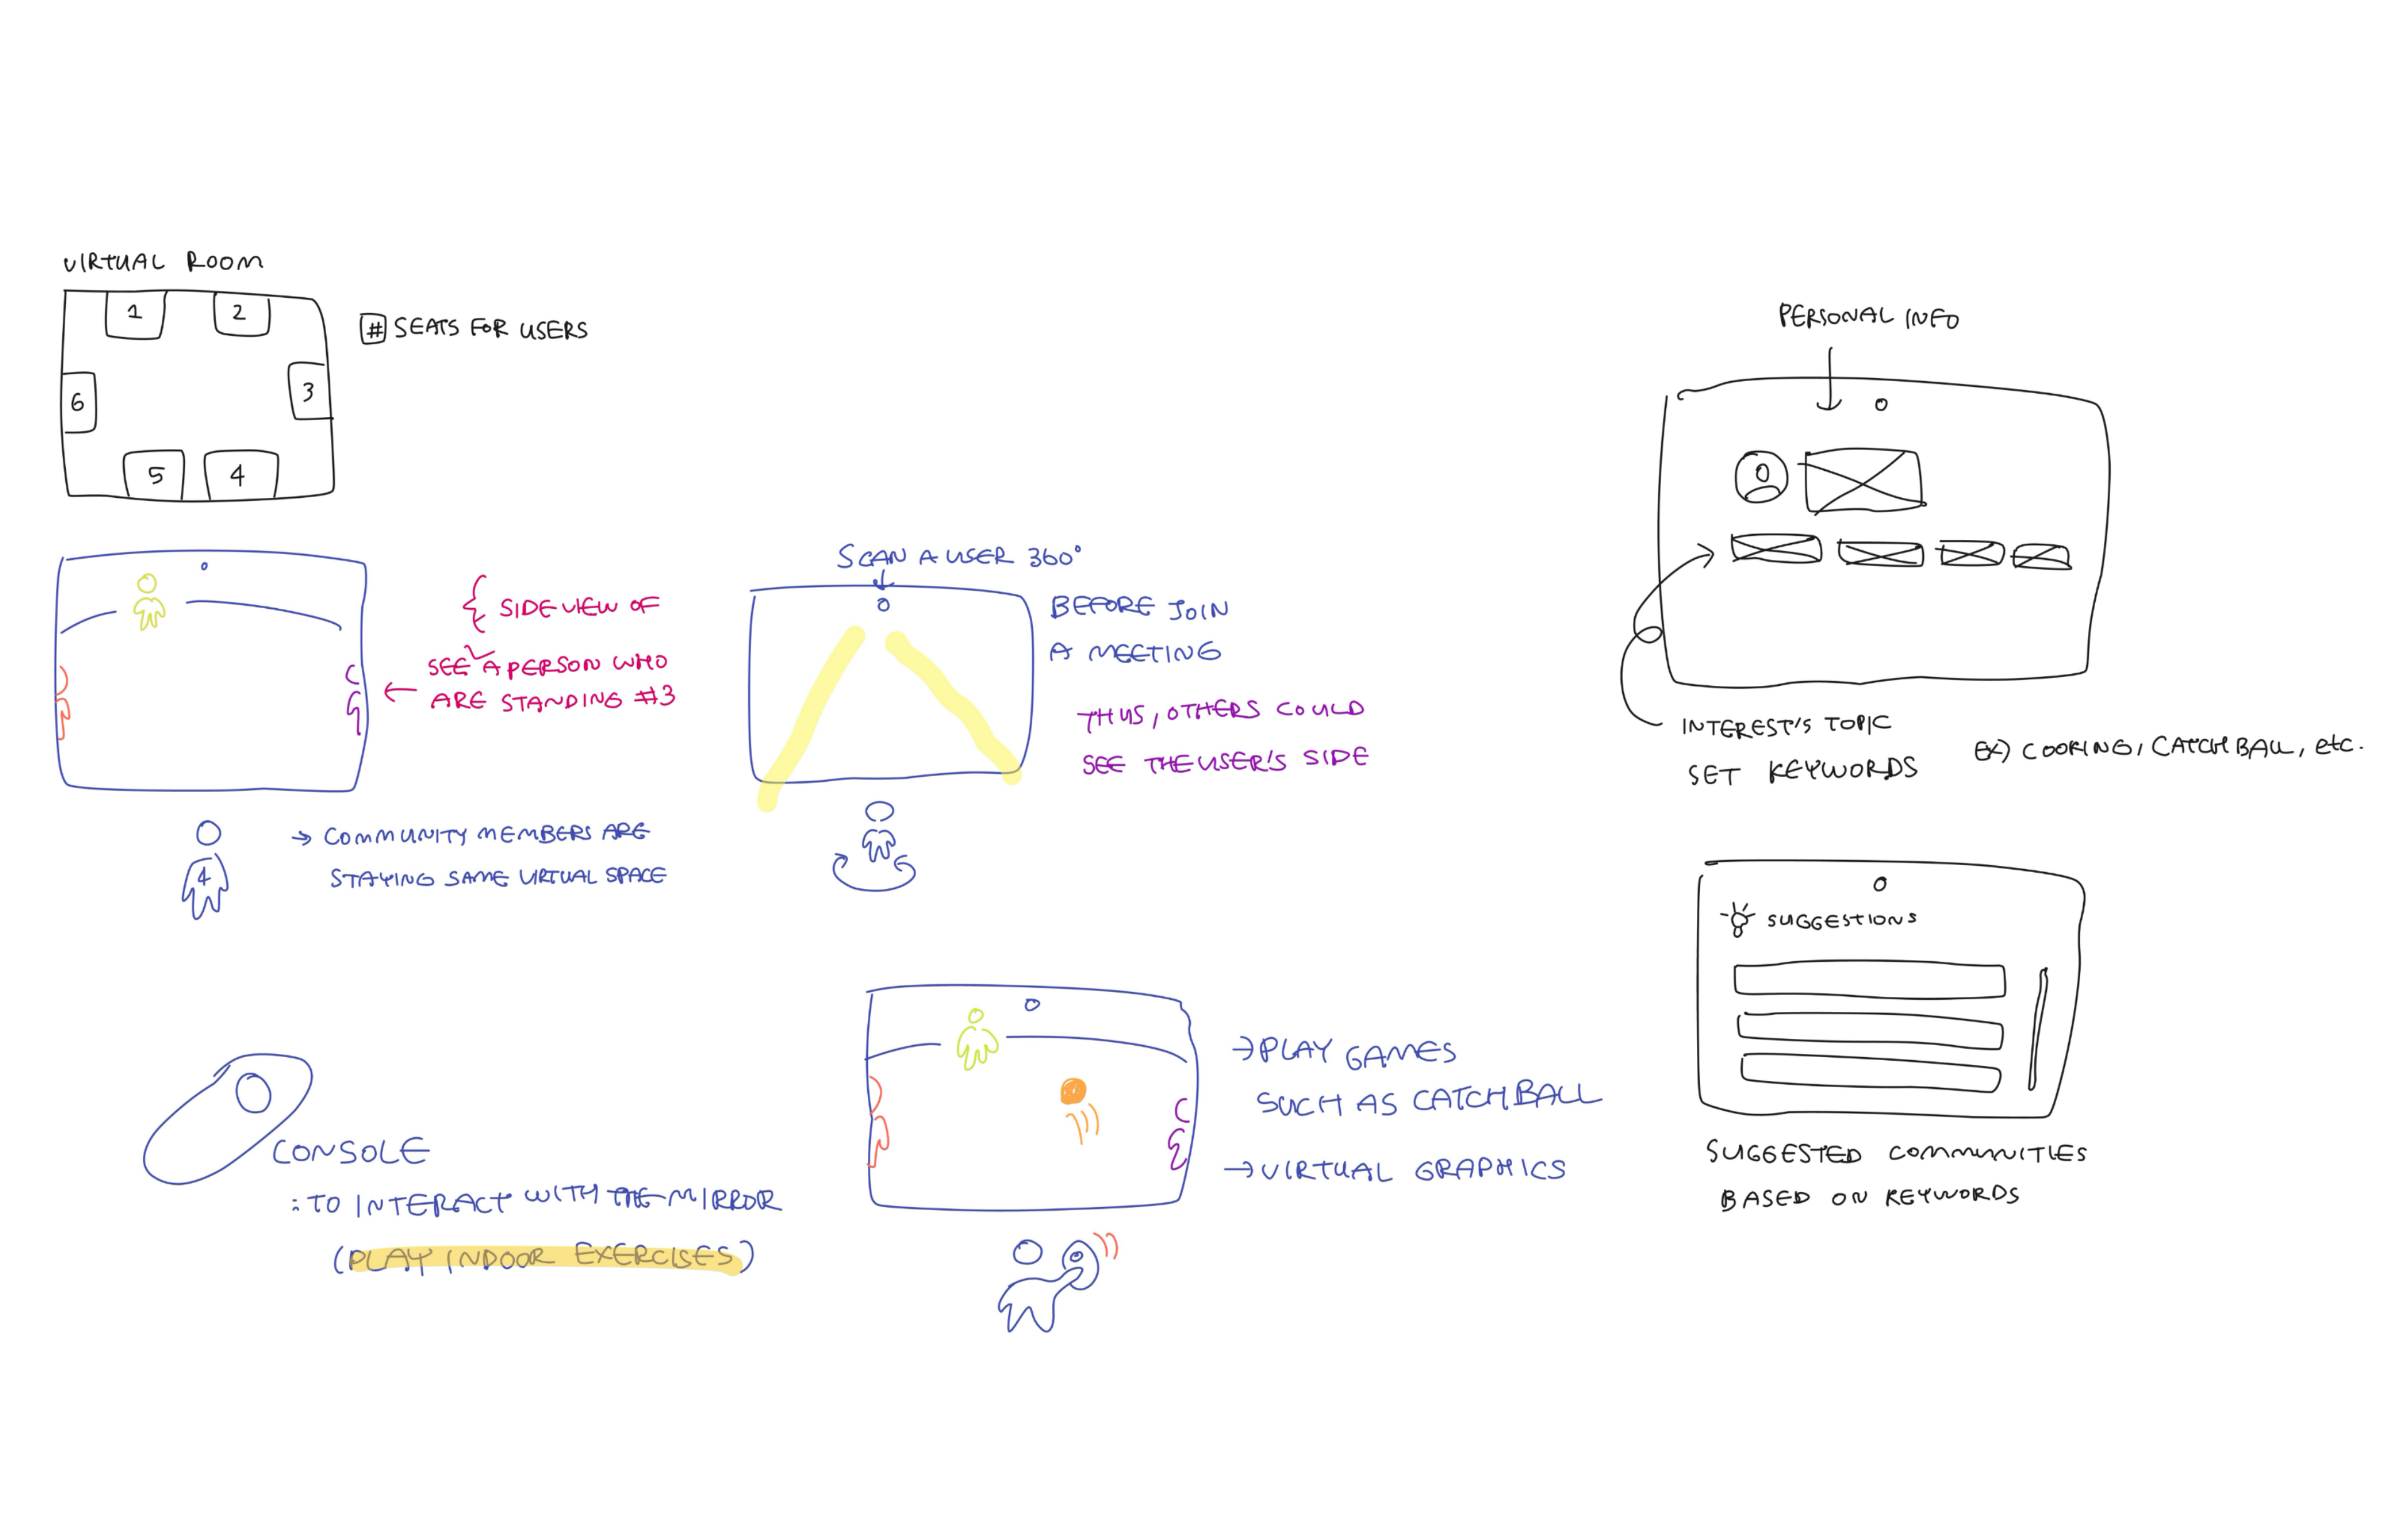 VIRTUAL ROOM
1
2
3
4
5
6
# SEATS FOR USERS
SIDE VIEW OF
SEE A PERSON WHO
ARE STANDING #3
4
→ COMMUNITY MEMBERS ARE
STAYING SAME VIRTUAL SPACE
SCAN A USER 360°
BEFORE JOIN
A MEETING
THUS, OTHERS COULD
SEE THE USER'S SIDE
CONSOLE
: TO INTERACT WITH THE MIRROR
(PLAY INDOOR EXERCISES)
→ PLAY GAMES
SUCH AS CATCHBALL
→ VIRTUAL GRAPHICS
PERSONAL INFO
INTEREST'S TOPIC
SET KEYWORDS
EX) COOKING, CATCH BALL, etc.
SUGGESTIONS
SUGGESTED COMMUNITIES
BASED ON KEYWORDS